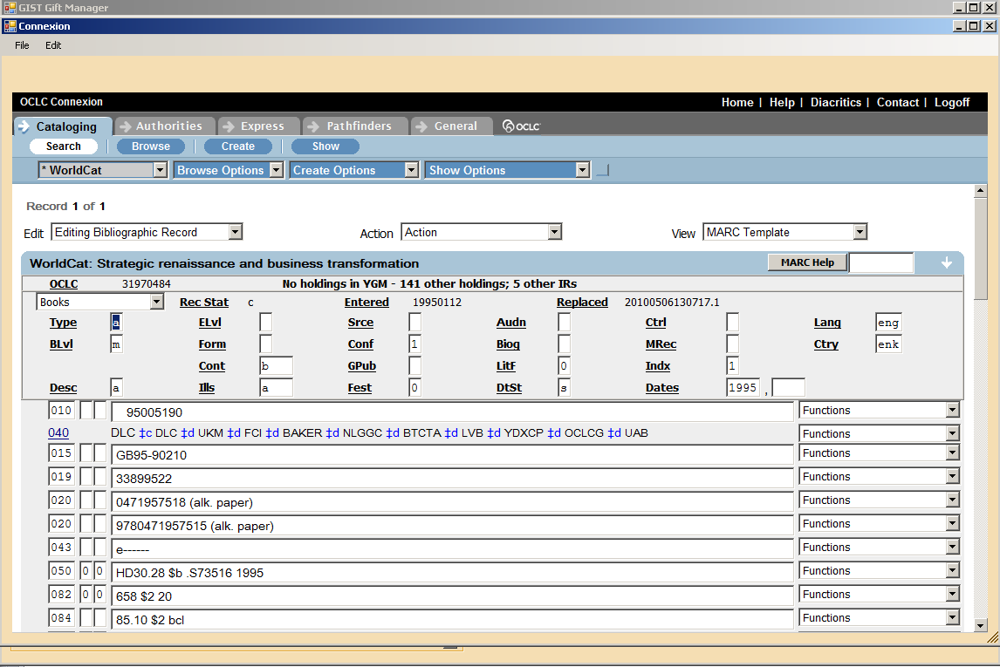 GIST Gift Manager
Connexion
File Edit
OCLC Connexion Home | Help | Diacritics | Contact | Logoff
Cataloging Authorities Express Pathfinders General OCLC
Search Browse Create Show
* WorldCat Browse Options Create Options Show Options
Record 1 of 1
Edit Editing Bibliographic Record Action Action View MARC Template
WorldCat: Strategic renaissance and business transformation MARC Help
OCLC 31970484 No holdings in YGM - 141 other holdings; 5 other IRs
Books Rec Stat c Entered 19950112 Replaced 20100506130717.1
Type a ELvl Srce Audn Ctrl Lang eng
BLvl m Form Conf 1 Biog MRec Ctry enk
Cont b GPub LitF 0 Indx 1
Desc a Ills a Fest 0 DtSt s Dates 1995 ,
010 95005190 Functions
040 DLC ‡c DLC ‡d UKM ‡d FCI ‡d BAKER ‡d NLGGC ‡d BTCTA ‡d LVB ‡d YDXCP ‡d OCLCG ‡d UAB Functions
015 GB95-90210 Functions
019 33899522 Functions
020 0471957518 (alk. paper) Functions
020 9780471957515 (alk. paper) Functions
043 e------ Functions
050 0 0 HD30.28 $b .S73516 1995 Functions
082 0 0 658 $2 20 Functions
084 85.10 $2 bcl Functions